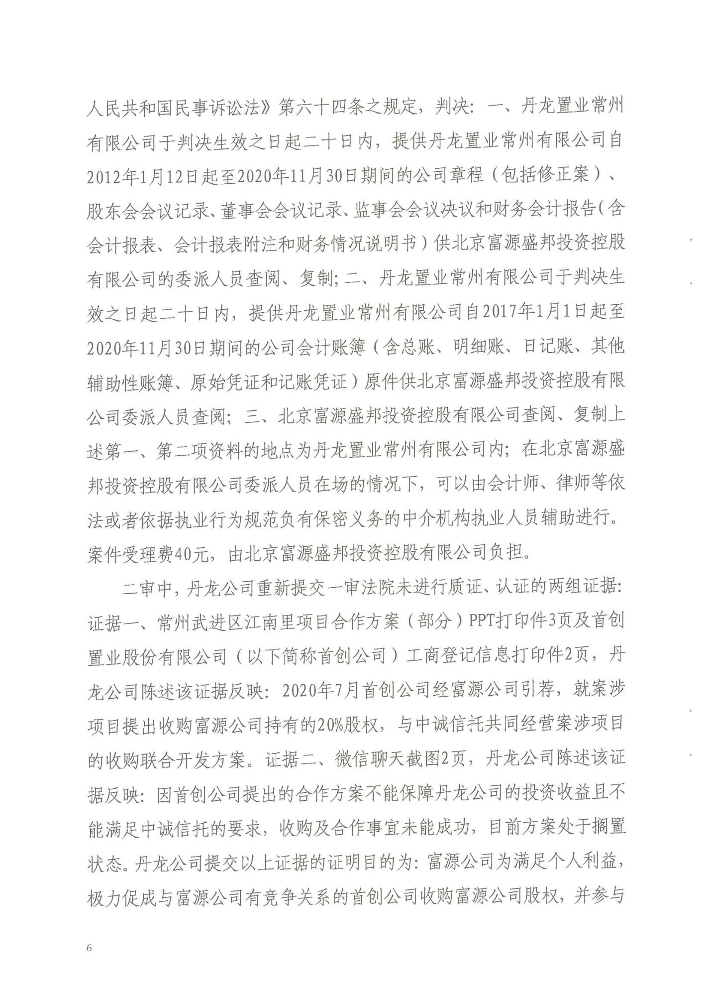 人民共和国民事诉讼法》第六十四条之规定，判决：一、丹龙置业常州
有限公司于判决生效之日起二十日内，提供丹龙置业常州有限公司自
2012年1月12日起至2020年11月30日期间的公司章程（包括修正案）、
股东会会议记录、董事会会议记录、监事会会议决议和财务会计报告（含
会计报表、会计报表附注和财务情况说明书）供北京富源盛邦投资控股
有限公司的委派人员查阅、复制；二、丹龙置业常州有限公司于判决生
效之日起二十日内，提供丹龙置业常州有限公司自2017年1月1日起至
2020年11月30日期间的公司会计账簿（含总账、明细账、日记账、其他
辅助性账簿、原始凭证和记账凭证）原件供北京富源盛邦投资控股有限
公司委派人员查阅；三、北京富源盛邦投资控股有限公司查阅、复制上
述第一、第二项资料的地点为丹龙置业常州有限公司内；在北京富源盛
邦投资控股有限公司委派人员在场的情况下，可以由会计师、律师等依
法或者依据执业行为规范负有保密义务的中介机构执业人员辅助进行。
案件受理费40元，由北京富源盛邦投资控股有限公司负担。
二审中，丹龙公司重新提交一审法院未进行质证、认证的两组证据：
证据一、常州武进区江南里项目合作方案（部分）PPT打印件3页及首创
置业股份有限公司（以下简称首创公司）工商登记信息打印件2页，丹
龙公司陈述该证据反映：2020年7月首创公司经富源公司引荐，就案涉
项目提出收购富源公司持有的20%股权，与中诚信托共同经营案涉项目
的收购联合开发方案。证据二、微信聊天截图2页，丹龙公司陈述该证
据反映：因首创公司提出的合作方案不能保障丹龙公司的投资收益且不
能满足中诚信托的要求，收购及合作事宜未能成功，目前方案处于搁置
状态。丹龙公司提交以上证据的证明目的为：富源公司为满足个人利益，
极力促成与富源公司有竞争关系的首创公司收购富源公司股权，并参与
6